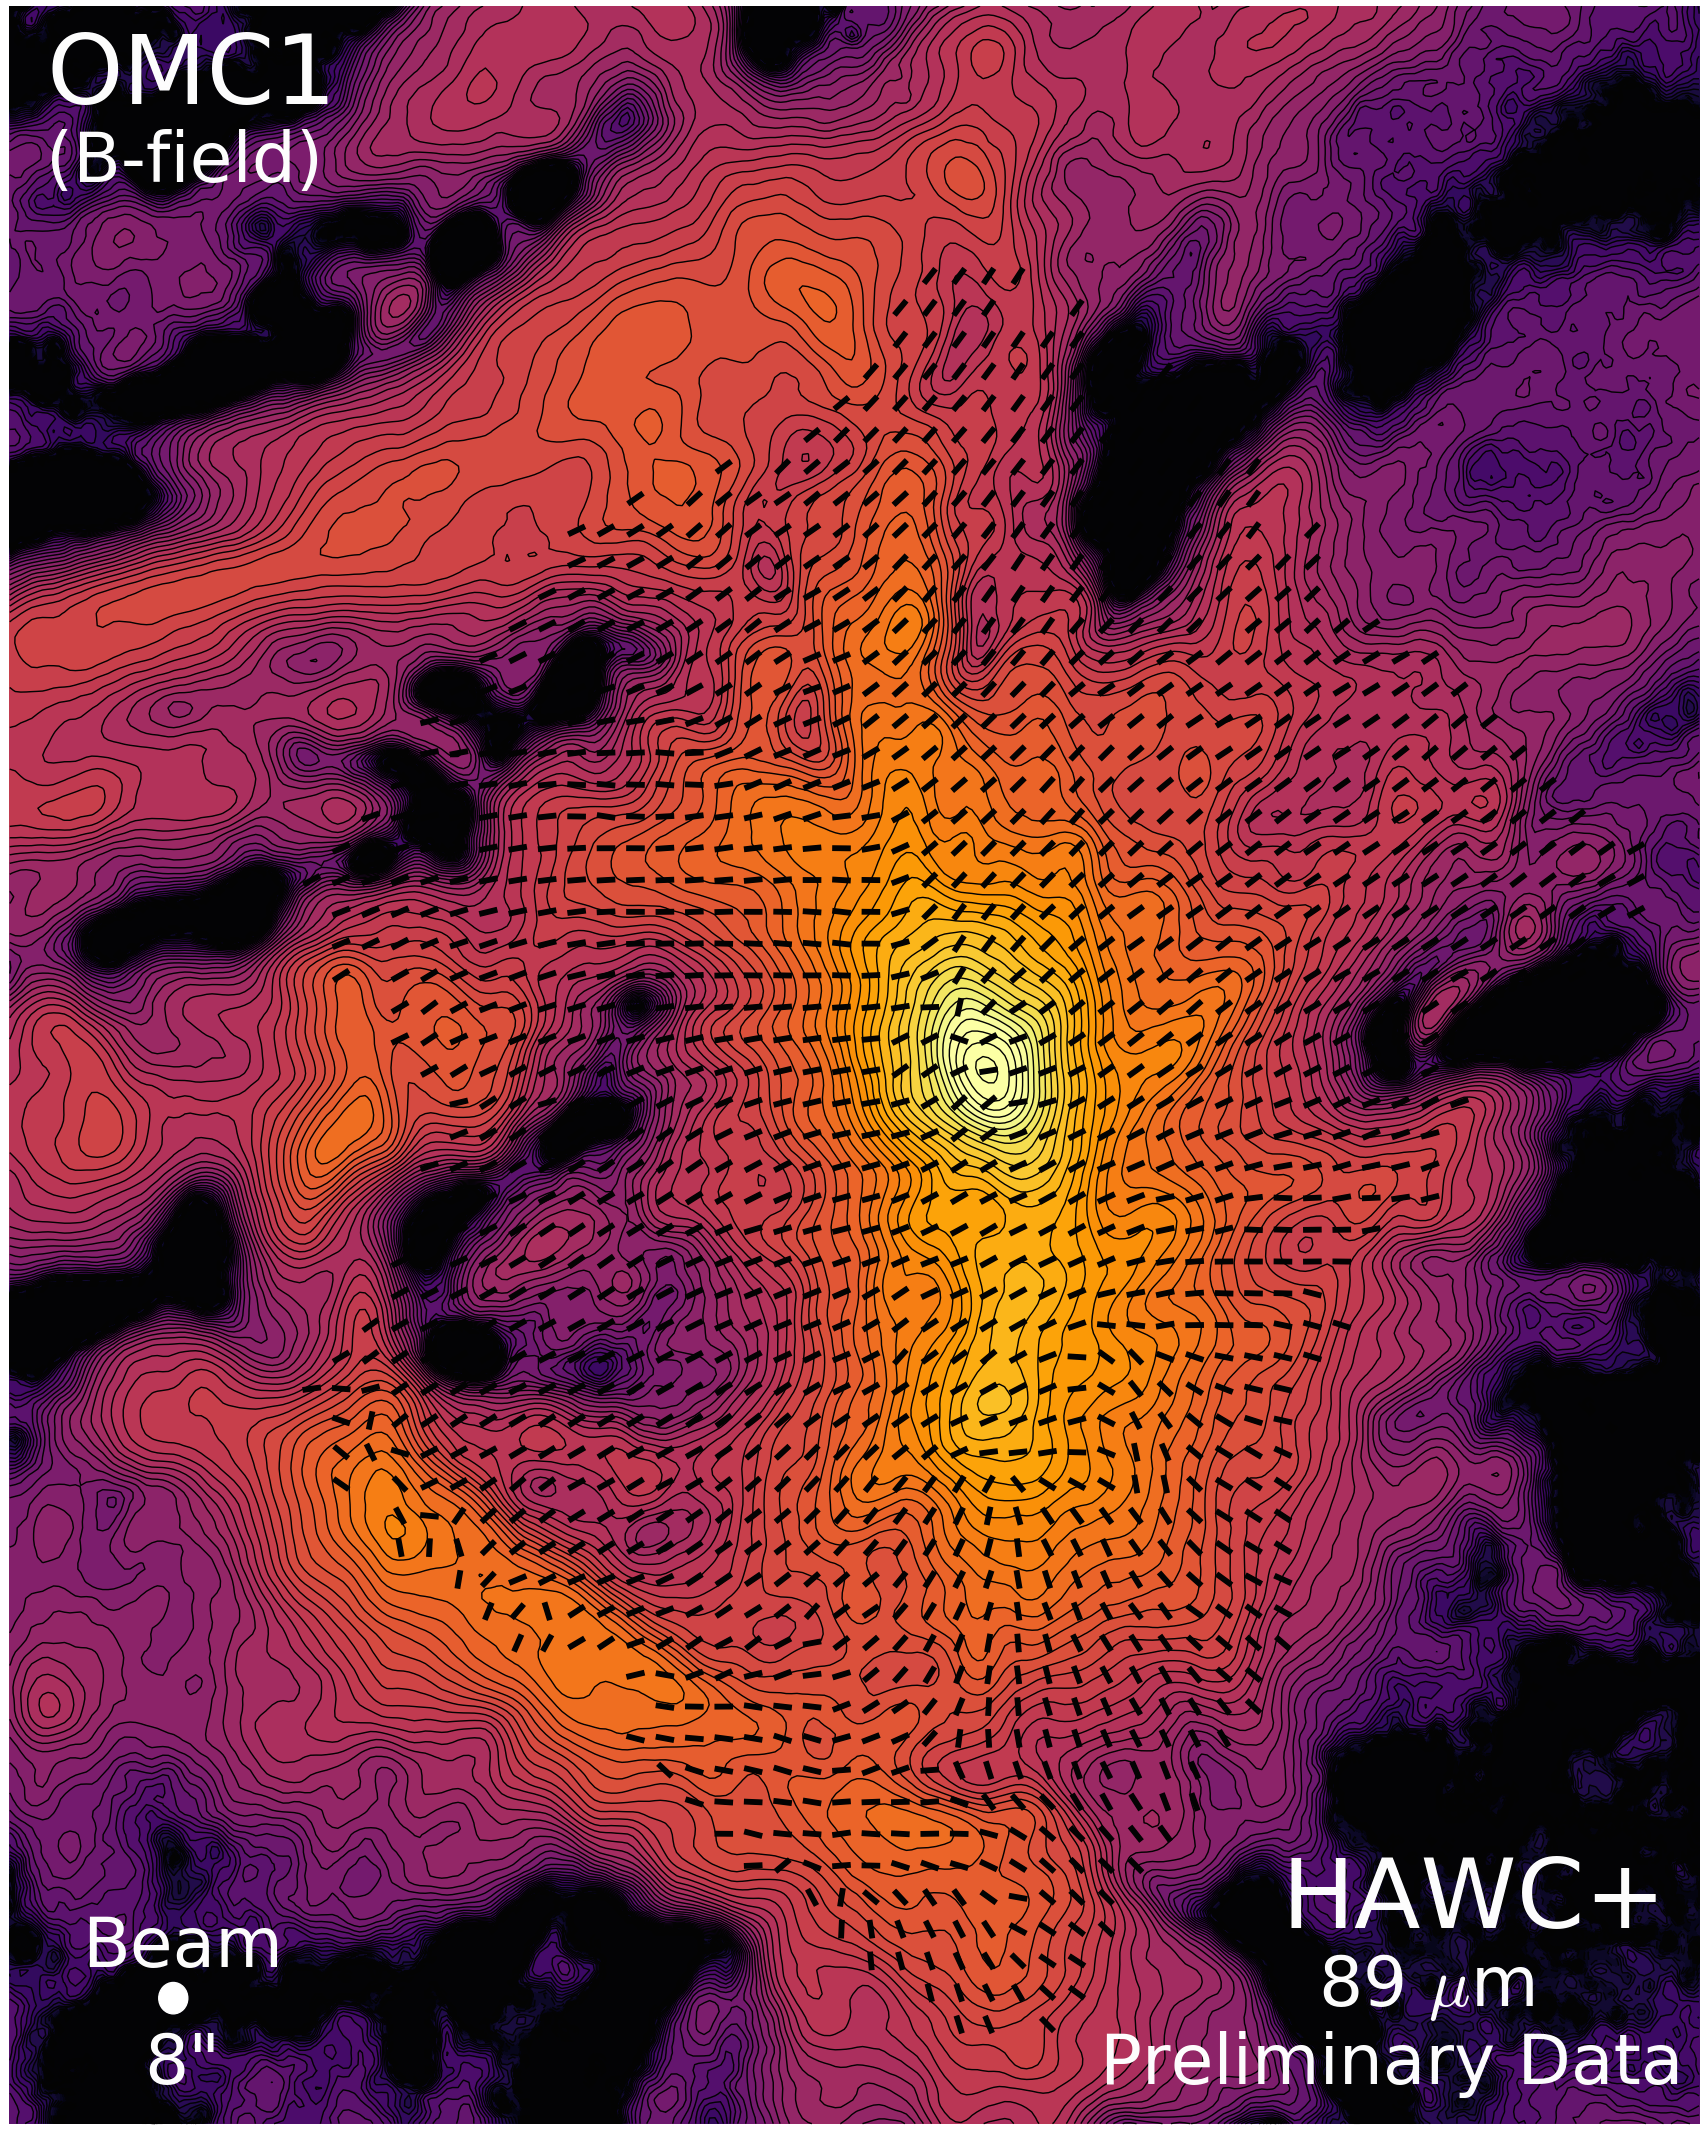 OMC1
(B-field)
HAWC+
89 μm
Preliminary Data
Beam
8"